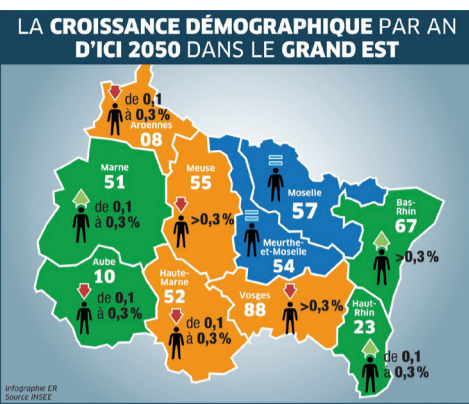 LA CROISSANCE DÉMOGRAPHIQUE PAR AN
D'ICI 2050 DANS LE GRAND EST
de 0,1
à 0,3 %
Ardennes
08
Marne
51
de 0,1
à 0,3 %
Meuse
55
>0,3 %
Moselle
57
Meurthe-
et-Moselle
54
Bas-
Rhin
67
>0,3 %
Aube
10
de 0,1
à 0,3 %
Haute-
Marne
52
de 0,1
à 0,3 %
Vosges
88
>0,3 %
Haut-
Rhin
23
de 0,1
à 0,3 %
Infographie ER
Source INSEE